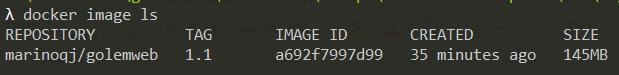 λ docker image ls
REPOSITORY TAG IMAGE ID CREATED SIZE
marinoqj/golemweb 1.1 a692f7997d99 35 minutes ago 145MB